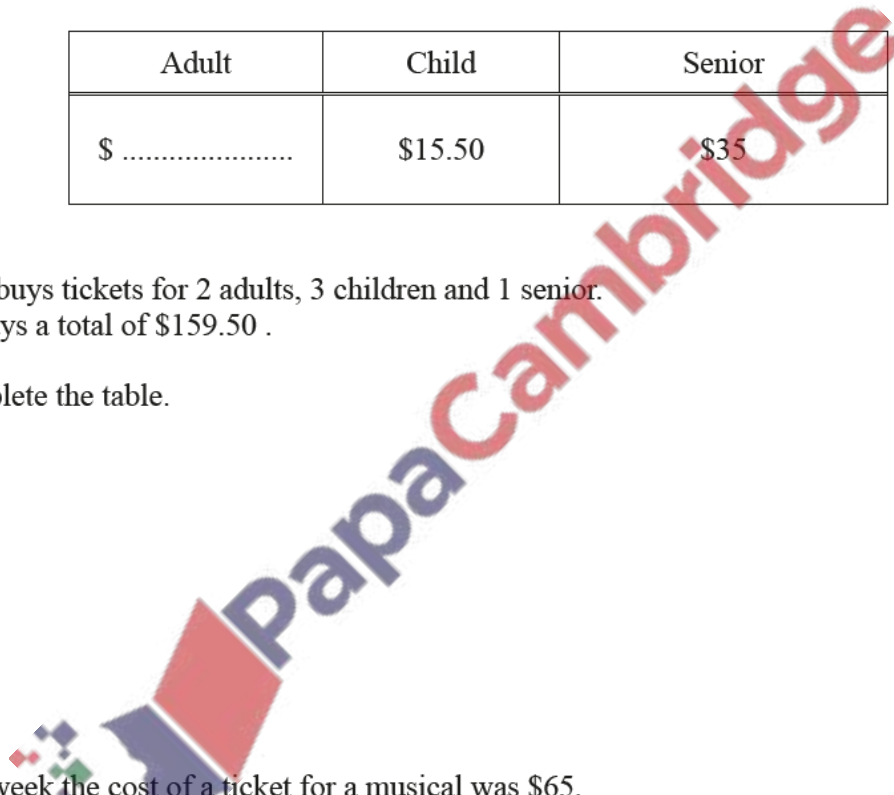 Adult Child Senior
$ ...................... $15.50 $35
buys tickets for 2 adults, 3 children and 1 senior.
ys a total of $159.50 .
lete the table.
PapaCambridge
week the cost of a ticket for a musical was $65.